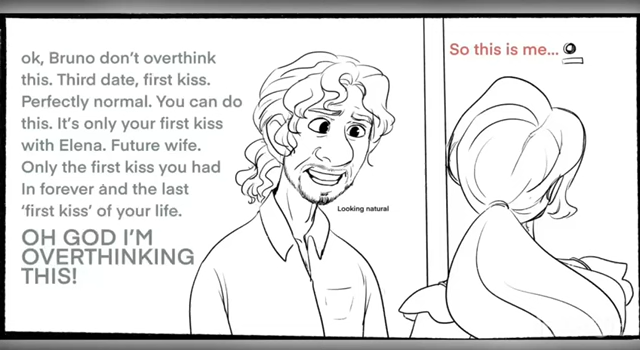 ok, Bruno don't overthink
this. Third date, first kiss.
Perfectly normal. You can do
this. It's only your first kiss
with Elena. Future wife.
Only the first kiss you had
In forever and the last
'first kiss' of your life.
OH GOD I'M
OVERTHINKING
THIS!
Looking natural
So this is me...